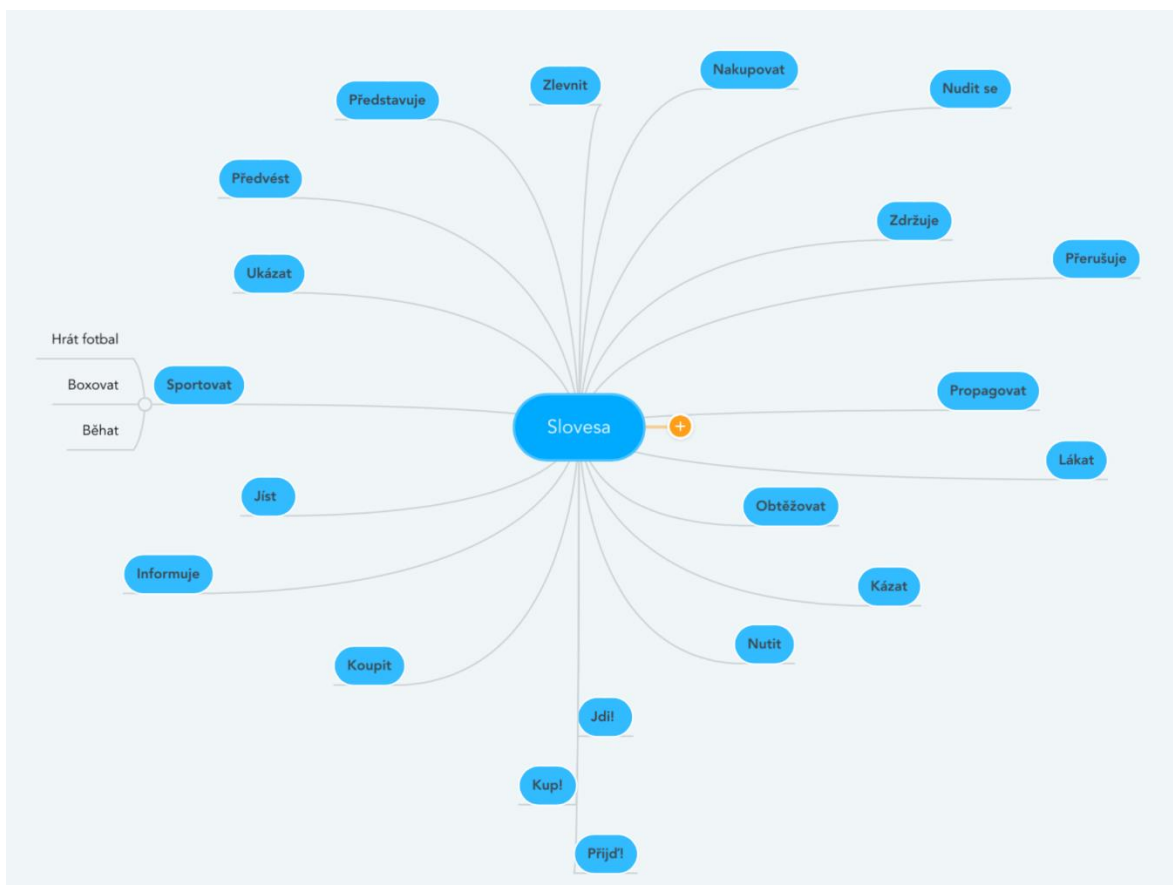 Nakupovat
Zlevnit
Nudit se
Představuje
Předvést
Zdržuje
Přerušuje
Ukázat
Hrát fotbal
Boxovat
Sportovat
Běhat
Propagovat
Slovesa
+
Lákat
Jíst
Obtěžovat
Informuje
Kázat
Nutit
Koupit
Jdi!
Kup!
Přijď!